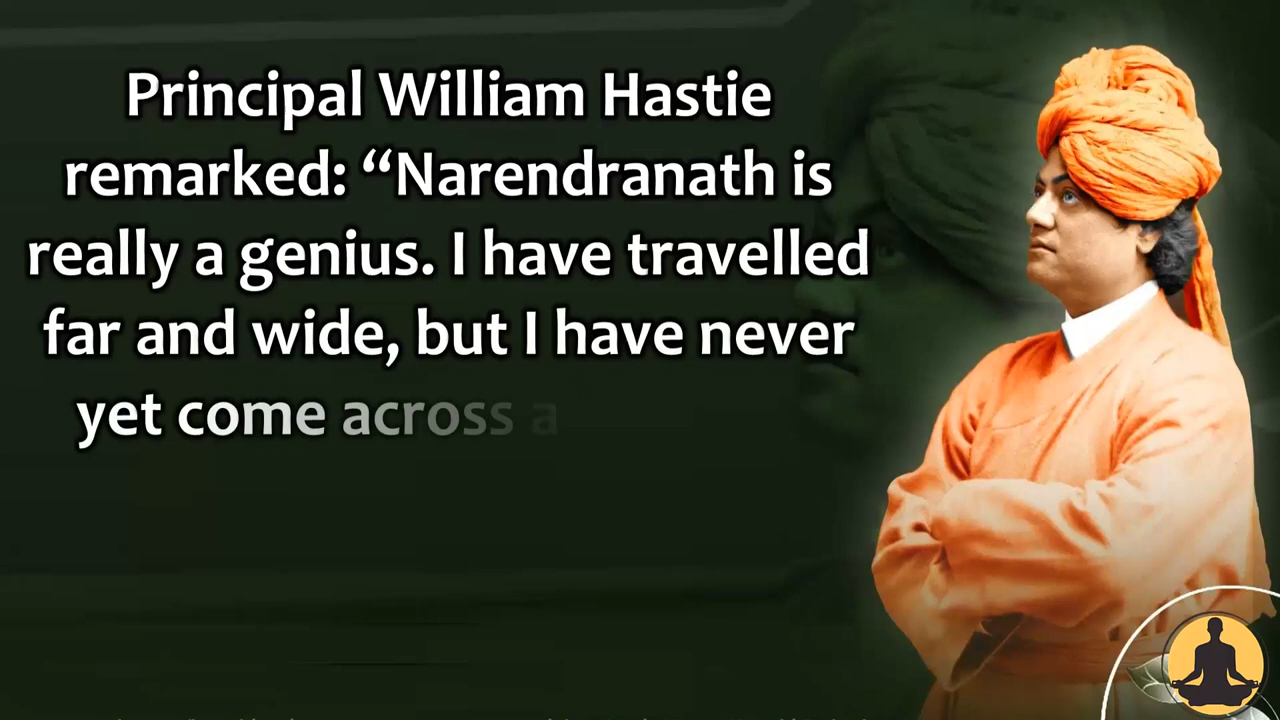 Principal William Hastie
remarked: “Narendranath is
really a genius. I have travelled
far and wide, but I have never
yet come across a